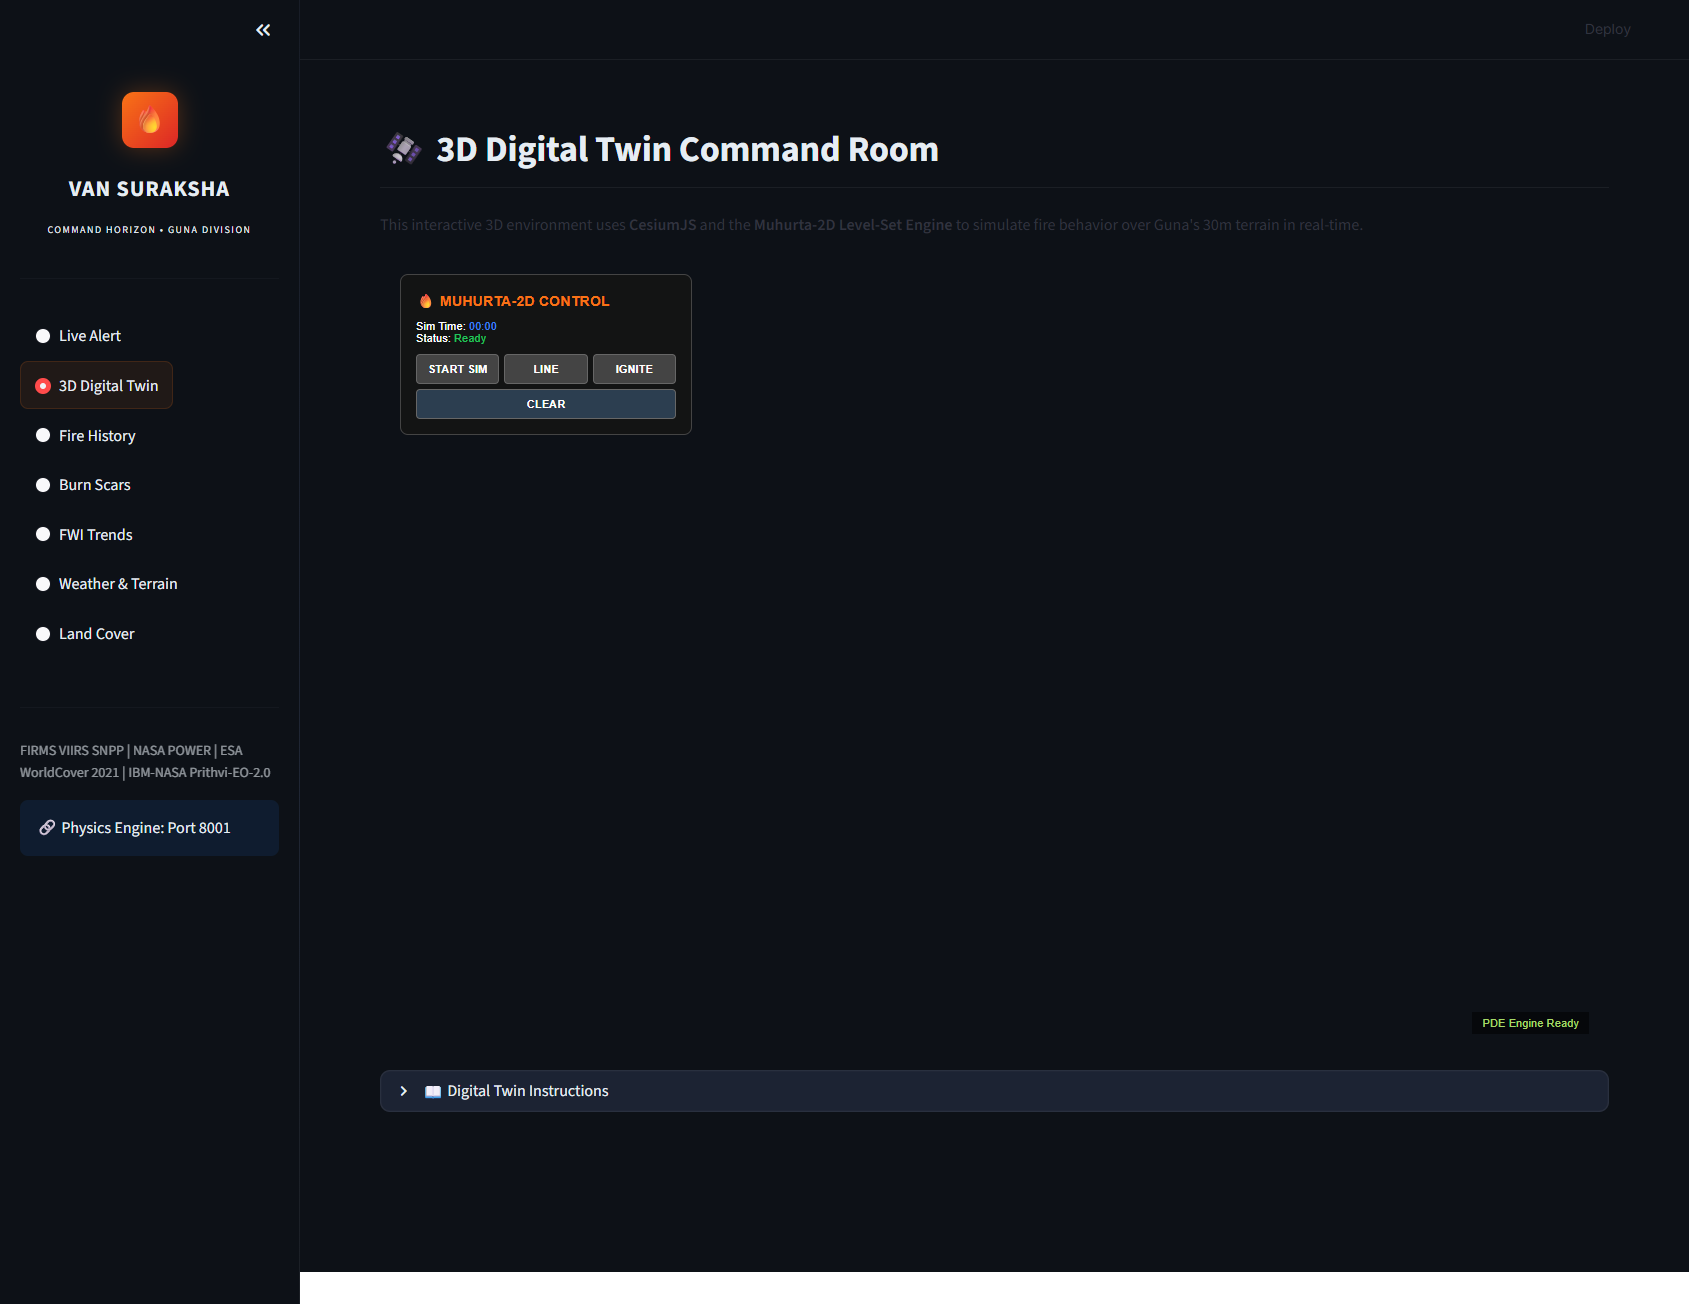 Deploy
VAN SURAKSHA
COMMAND HORIZON • GUNA DIVISION
Live Alert
3D Digital Twin
Fire History
Burn Scars
FWI Trends
Weather & Terrain
Land Cover
FIRMS VIIRS SNPP | NASA POWER | ESA
WorldCover 2021 | IBM-NASA Prithvi-EO-2.0
Physics Engine: Port 8001
3D Digital Twin Command Room
This interactive 3D environment uses CesiumJS and the Muhurta-2D Level-Set Engine to simulate fire behavior over Guna's 30m terrain in real-time.
MUHURTA-2D CONTROL
Sim Time: 00:00
Status: Ready
START SIM LINE IGNITE
CLEAR
PDE Engine Ready
Digital Twin Instructions